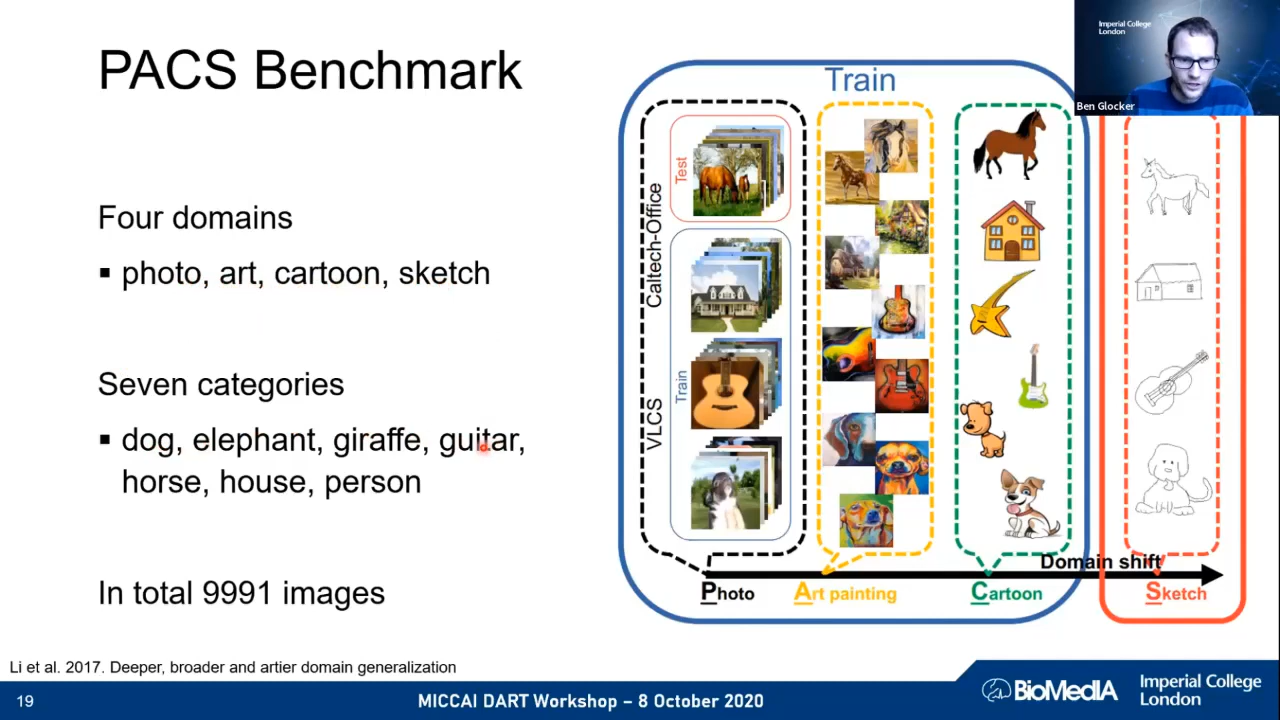 PACS Benchmark
Imperial College
London
Ben Glocker
Train
Four domains
▪ photo, art, cartoon, sketch
Seven categories
▪ dog, elephant, giraffe, guitar,
horse, house, person
In total 9991 images
Caltech-Office
VLCS
Test
Train
Domain shift
Photo
Art painting
Cartoon
Sketch
Li et al. 2017. Deeper, broader and artier domain generalization
19
MICCAI DART Workshop – 8 October 2020
BioMedIA
Imperial College
London